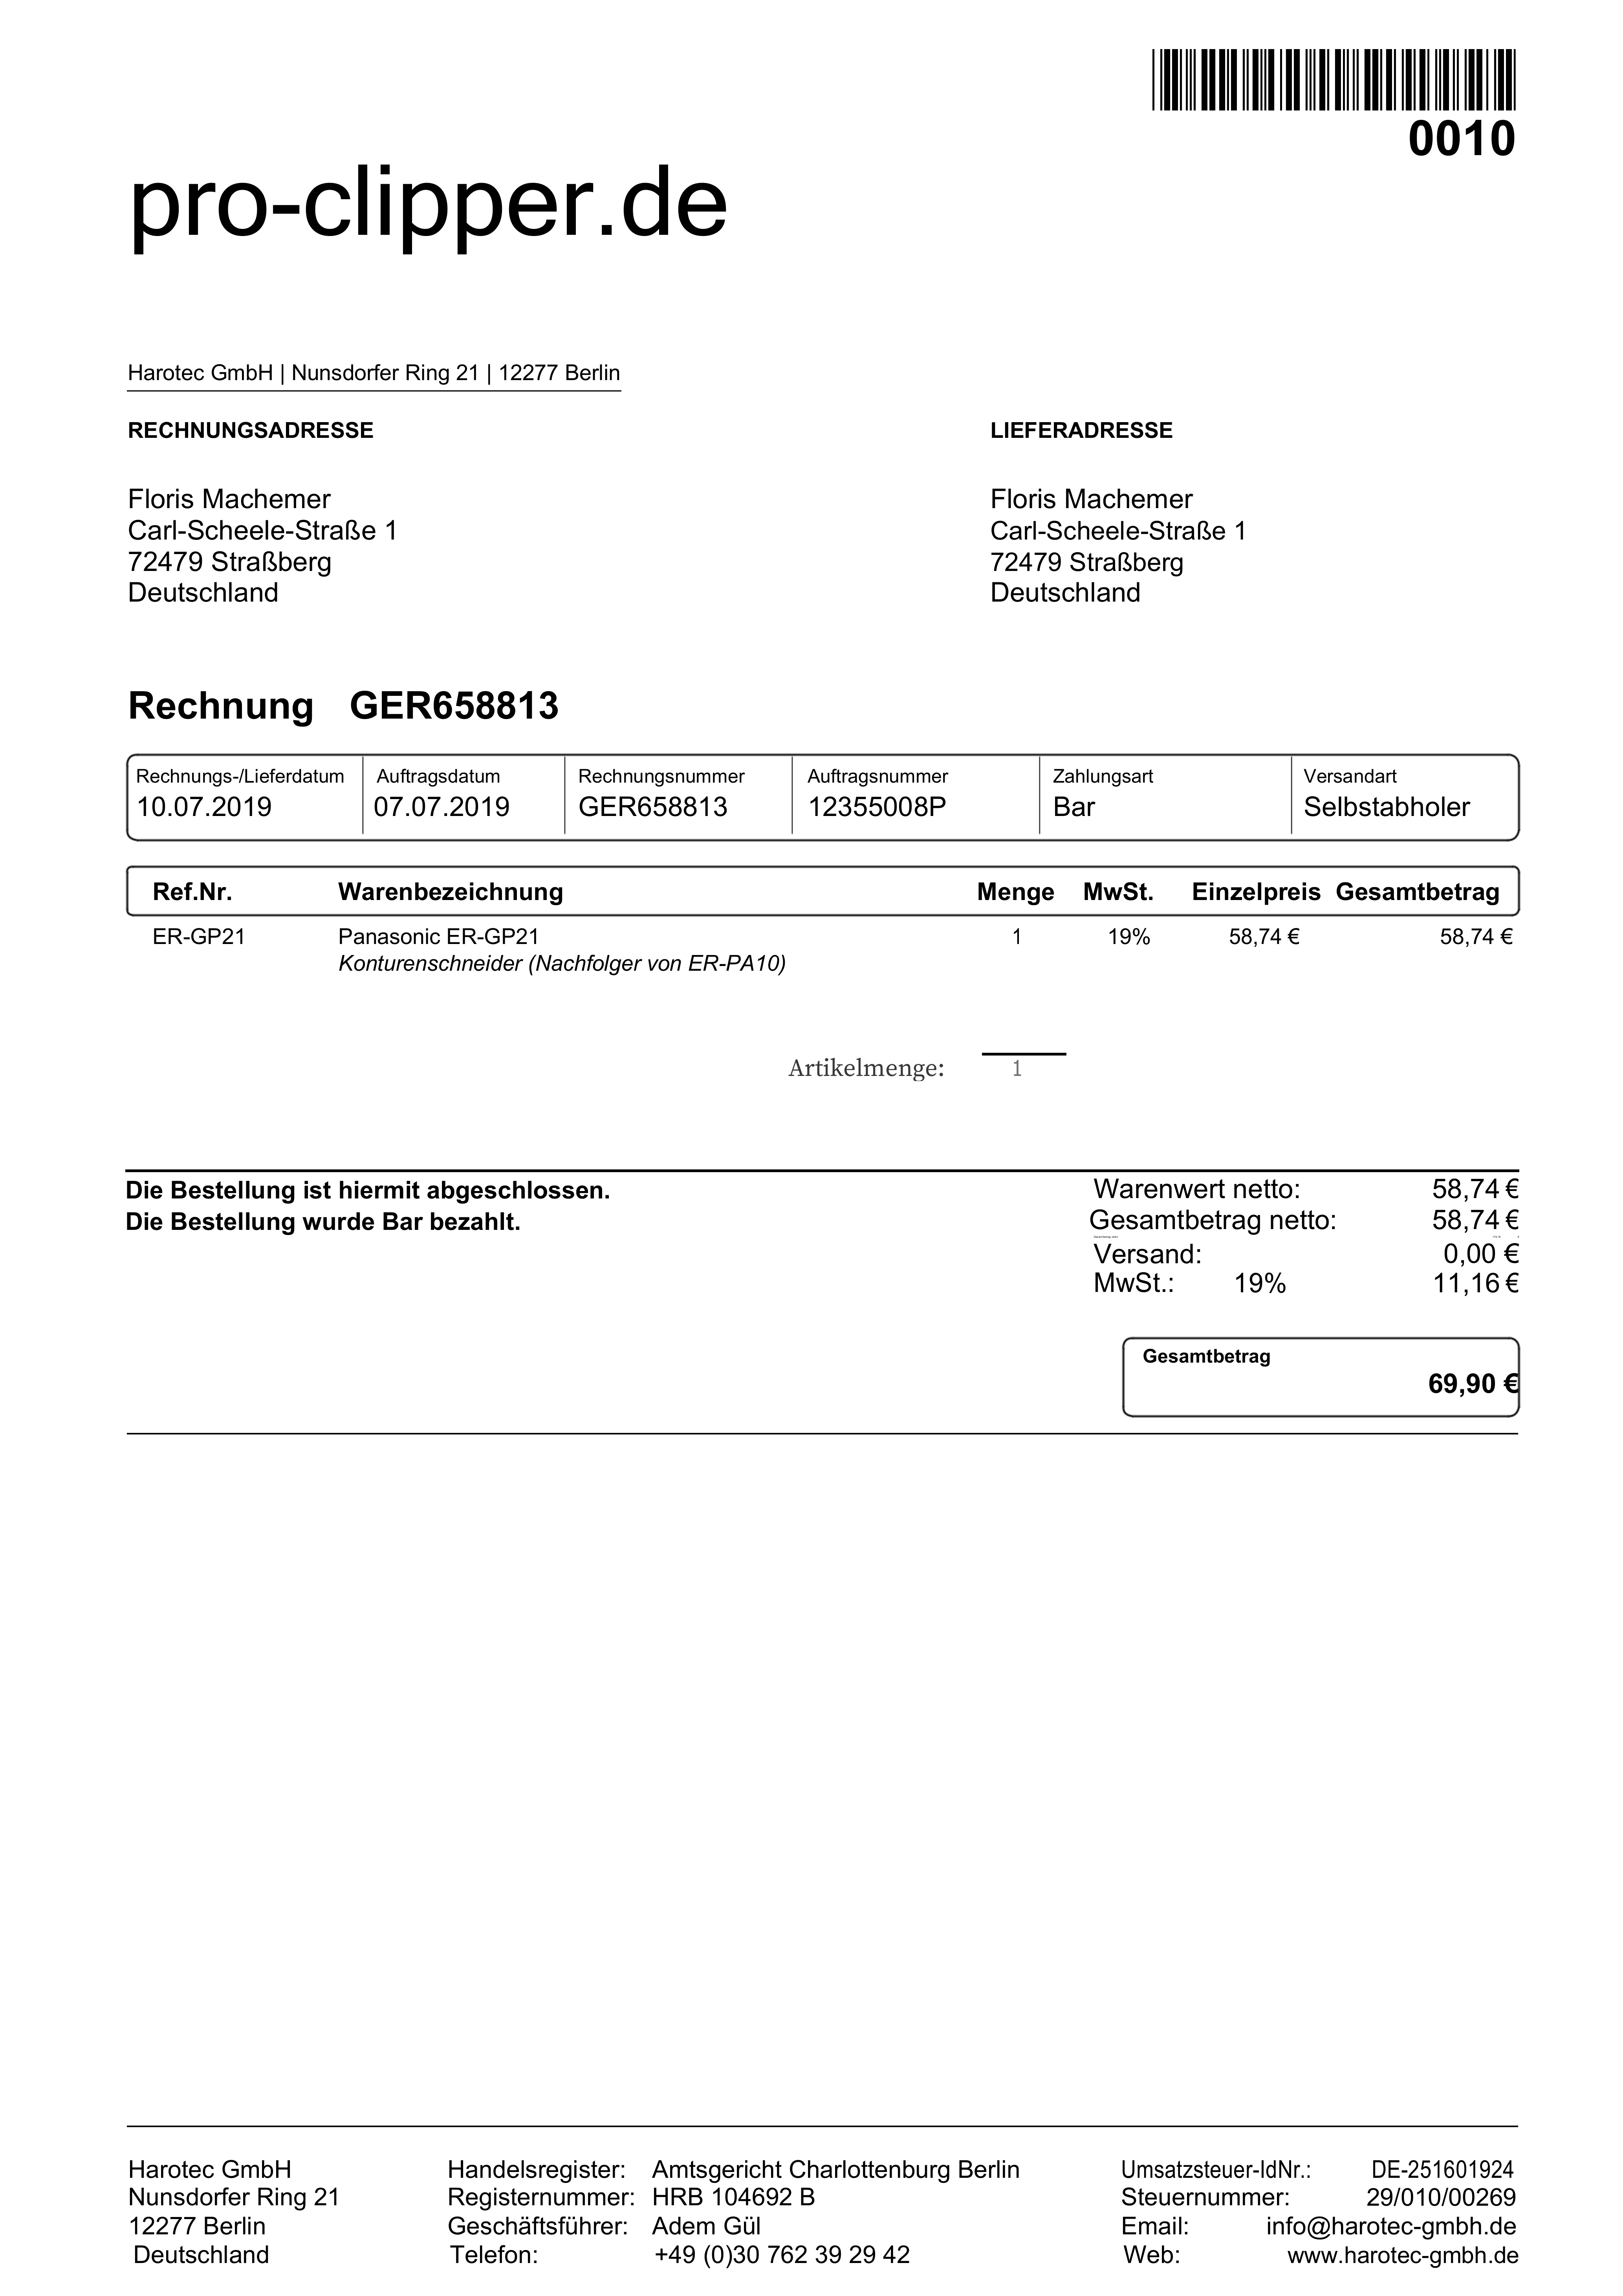 0010
pro-clipper.de
Harotec GmbH | Nunsdorfer Ring 21 | 12277 Berlin
RECHNUNGSADRESSE
Floris Machemer
Carl-Scheele-Straße 1
72479 Straßberg
Deutschland
LIEFERADRESSE
Floris Machemer
Carl-Scheele-Straße 1
72479 Straßberg
Deutschland
Rechnung GER658813
Rechnungs-/Lieferdatum Auftragsdatum Rechnungsnummer Auftragsnummer Zahlungsart Versandart
10.07.2019 07.07.2019 GER658813 12355008P Bar Selbstabholer
Ref.Nr. Warenbezeichnung Menge MwSt. Einzelpreis Gesamtbetrag
ER-GP21 Panasonic ER-GP21 1 19% 58,74 € 58,74 €
Konturenschneider (Nachfolger von ER-PA10)
Artikelmenge: 1
Die Bestellung ist hiermit abgeschlossen.
Die Bestellung wurde Bar bezahlt.
Warenwert netto: 58,74 €
Gesamtbetrag netto: 58,74 €
Versand: 0,00 €
MwSt.: 19% 11,16 €
Gesamtbetrag
69,90 €
Harotec GmbH
Nunsdorfer Ring 21
12277 Berlin
Deutschland
Handelsregister: Amtsgericht Charlottenburg Berlin
Registernummer: HRB 104692 B
Geschäftsführer: Adem Gül
Telefon: +49 (0)30 762 39 29 42
Umsatzsteuer-IdNr.: DE-251601924
Steuernummer: 29/010/00269
Email: info@harotec-gmbh.de
Web: www.harotec-gmbh.de